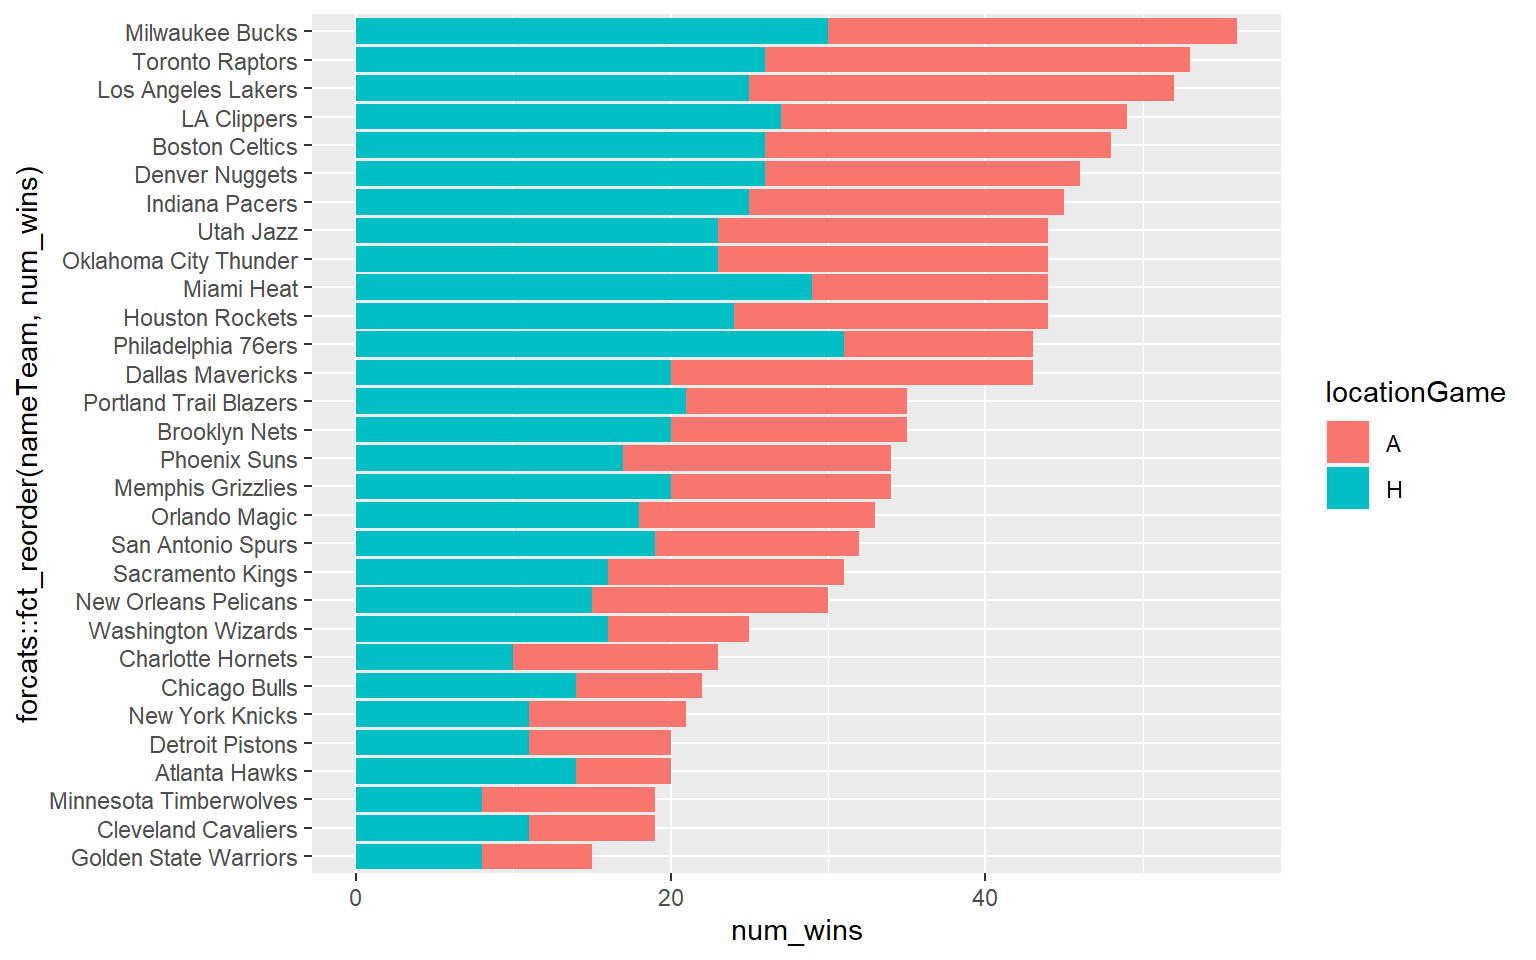 forcats::fct_reorder(nameTeam, num_wins)
Milwaukee Bucks
Toronto Raptors
Los Angeles Lakers
LA Clippers
Boston Celtics
Denver Nuggets
Indiana Pacers
Utah Jazz
Oklahoma City Thunder
Miami Heat
Houston Rockets
Philadelphia 76ers
Dallas Mavericks
Portland Trail Blazers
Brooklyn Nets
Phoenix Suns
Memphis Grizzlies
Orlando Magic
San Antonio Spurs
Sacramento Kings
New Orleans Pelicans
Washington Wizards
Charlotte Hornets
Chicago Bulls
New York Knicks
Detroit Pistons
Atlanta Hawks
Minnesota Timberwolves
Cleveland Cavaliers
Golden State Warriors
0 20 40
num_wins
locationGame
A
H